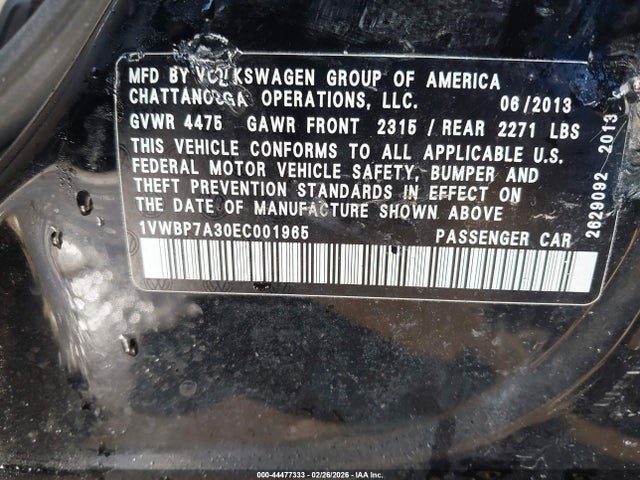 MFD BY VOLKSWAGEN GROUP OF AMERICA
CHATTANOOGA OPERATIONS, LLC. 06/2013
GVWR 4475 GAWR FRONT 2315 / REAR 2271 LBS
THIS VEHICLE CONFORMS TO ALL APPLICABLE U.S.
FEDERAL MOTOR VEHICLE SAFETY, BUMPER AND
THEFT PREVENTION STANDARDS IN EFFECT ON
THE DATE OF MANUFACTURE SHOWN ABOVE
1VWBP7A30EC001965 PASSENGER CAR
2629092 2013
000-44477333 - 02/26/2026 - IAA Inc.